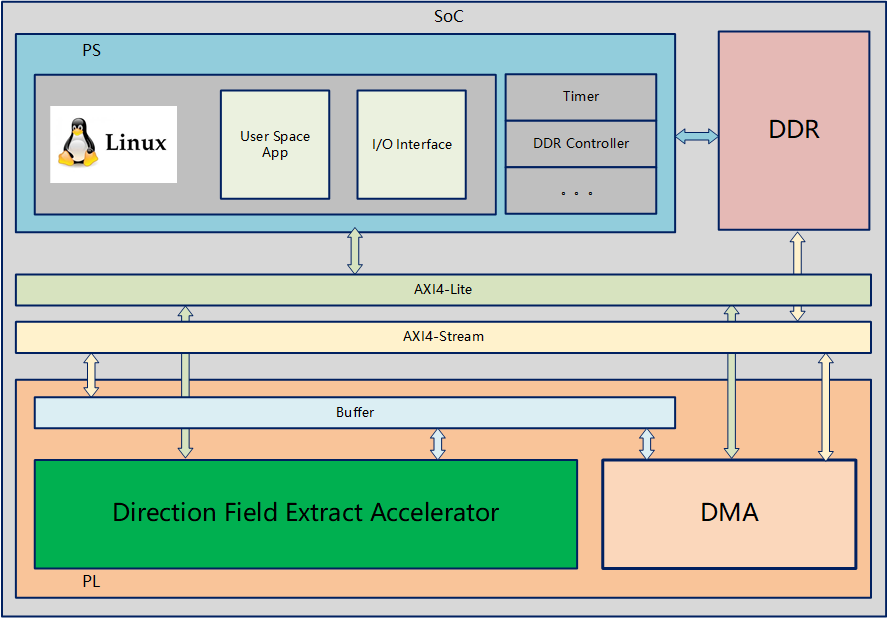 SoC
PS
Linux
User Space
App
I/O Interface
Timer
DDR Controller
。。。
DDR
AXI4-Lite
AXI4-Stream
Buffer
Direction Field Extract Accelerator
DMA
PL